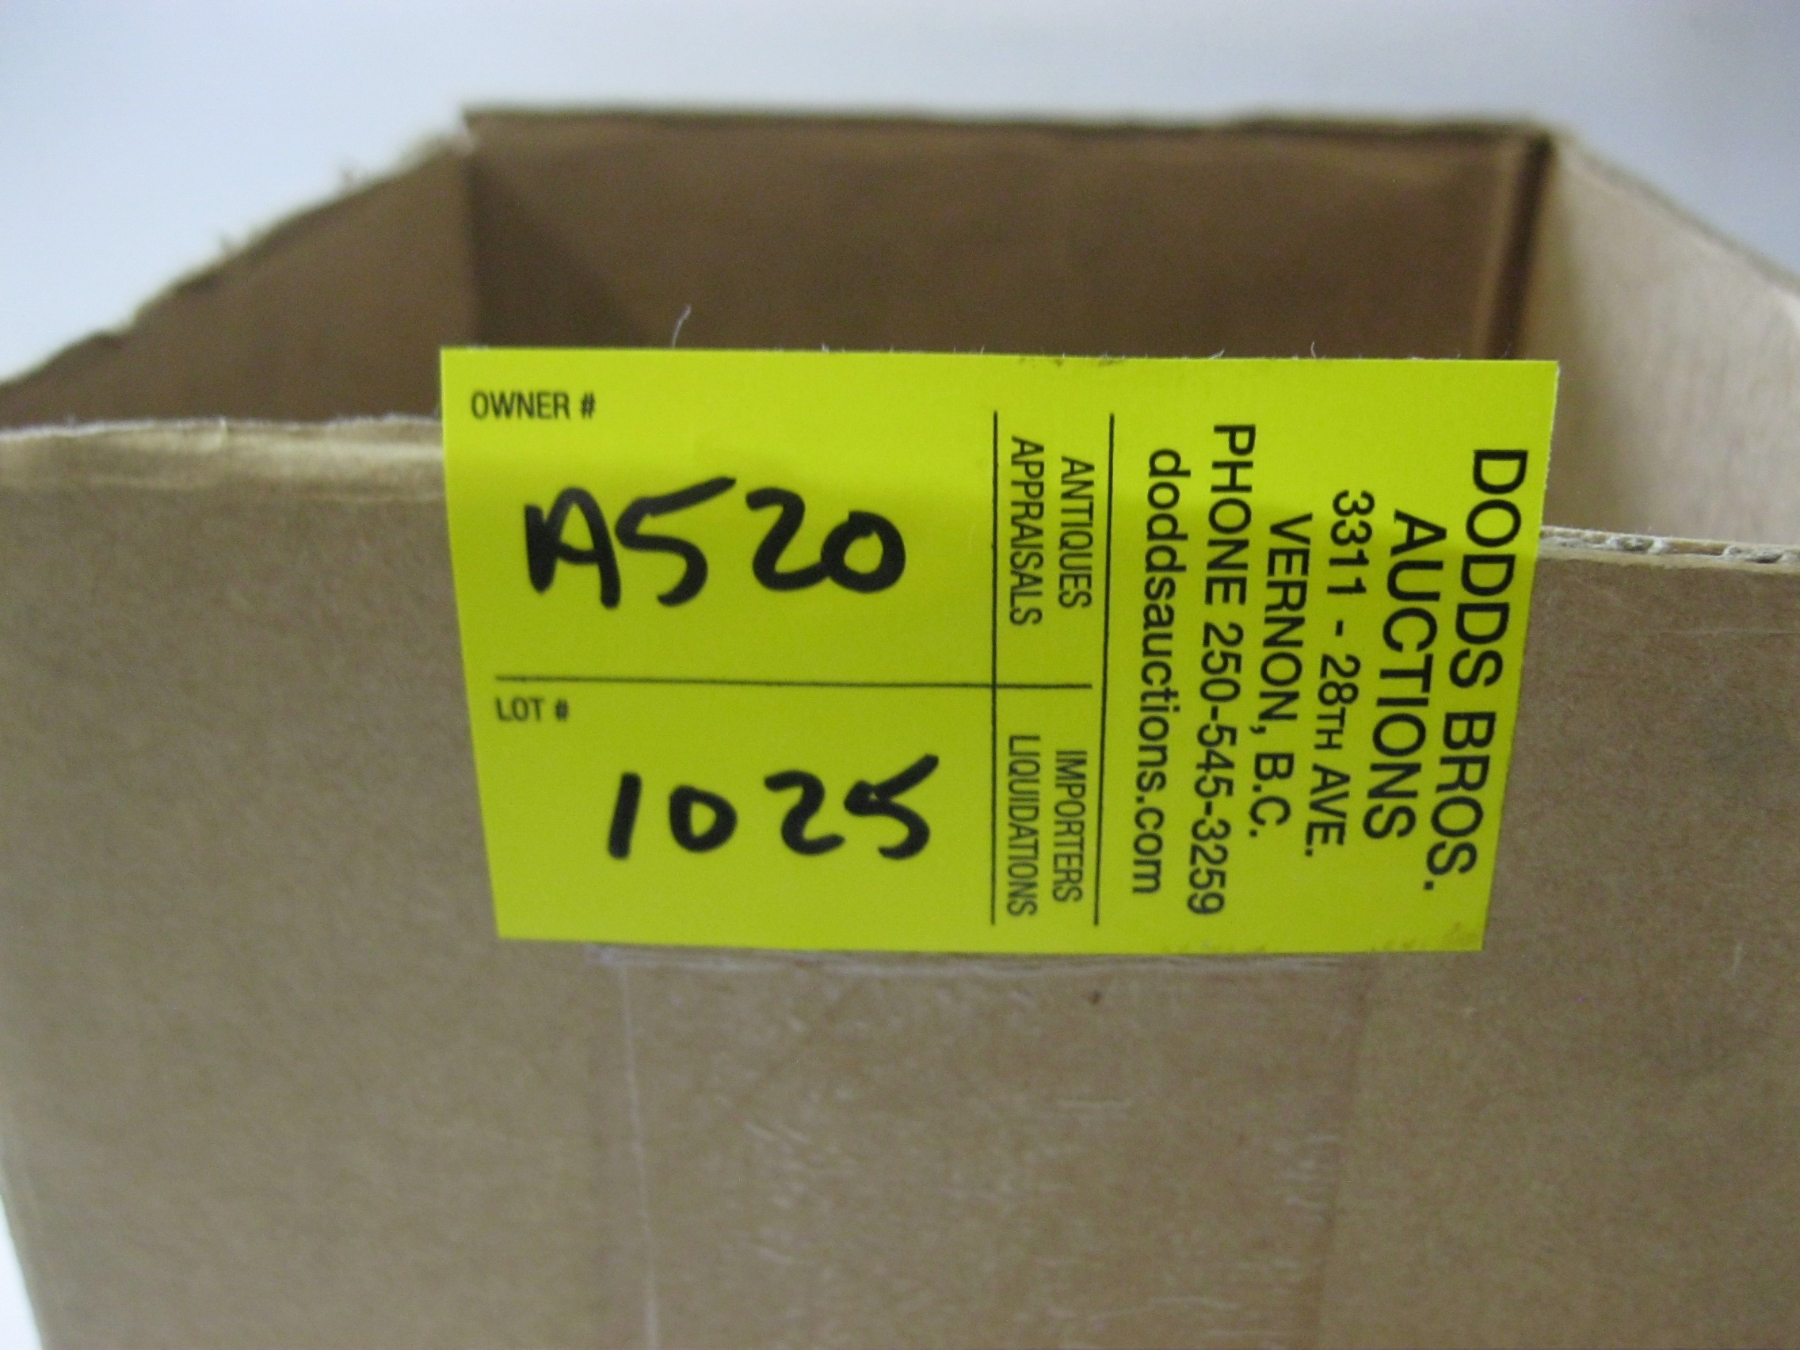 DODDS BROS.
AUCTIONS
3311 - 28TH AVE.
VERNON, B.C.
PHONE 250-545-3259
doddsauctions.com
ANTIQUES
APPRAISALS
IMPORTERS
LIQUIDATIONS
OWNER #
A520
LOT #
1025